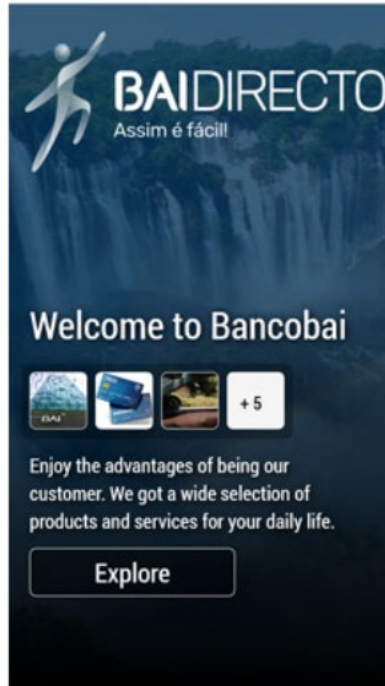 BAIDIRECTO
Assim é fácil!
Welcome to Bancobai
BAI
+ 5
Enjoy the advantages of being our
customer. We got a wide selection of
products and services for your daily life.
Explore